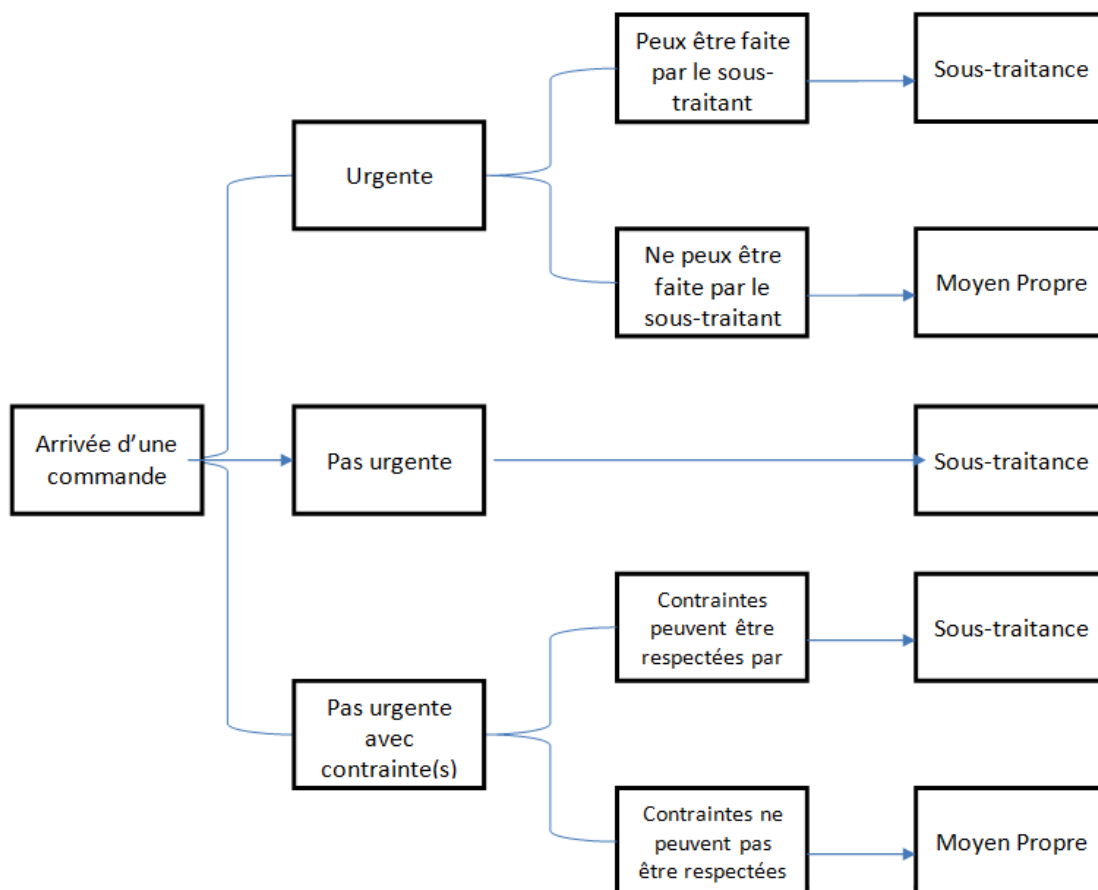 Peux être faite
par le sous-
traitant
Sous-traitance
Urgente
Ne peux être
faite par le
sous-traitant
Moyen Propre
Arrivée d’une
commande
Pas urgente
Sous-traitance
Contraintes
peuvent être
respectées par
Sous-traitance
Pas urgente
avec
contrainte(s)
Contraintes ne
peuvent pas
être respectées
Moyen Propre